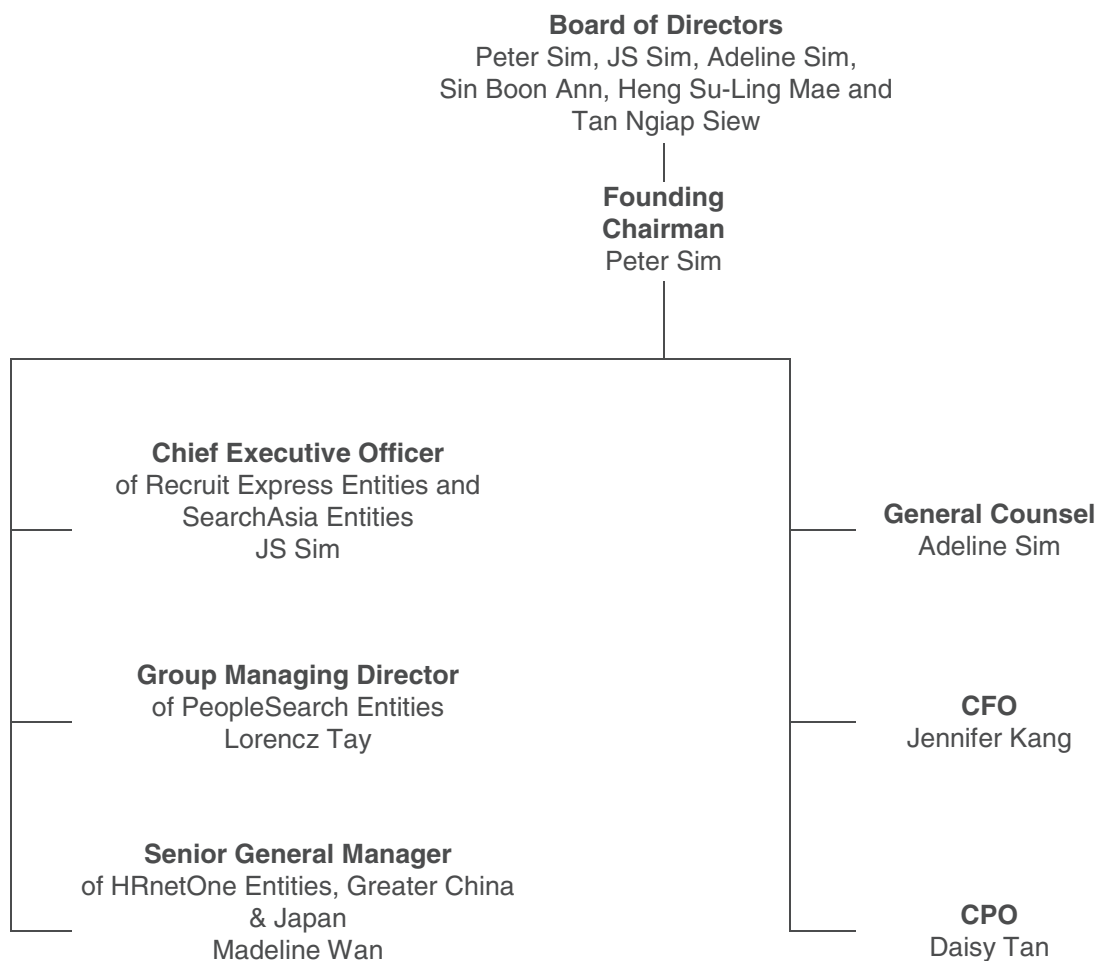 Board of Directors
Peter Sim, JS Sim, Adeline Sim,
Sin Boon Ann, Heng Su-Ling Mae and
Tan Ngiap Siew
Founding
Chairman
Peter Sim
Chief Executive Officer
of Recruit Express Entities and
SearchAsia Entities
JS Sim
Group Managing Director
of PeopleSearch Entities
Lorencz Tay
Senior General Manager
of HRnetOne Entities, Greater China
& Japan
Madeline Wan
General Counsel
Adeline Sim
CFO
Jennifer Kang
CPO
Daisy Tan